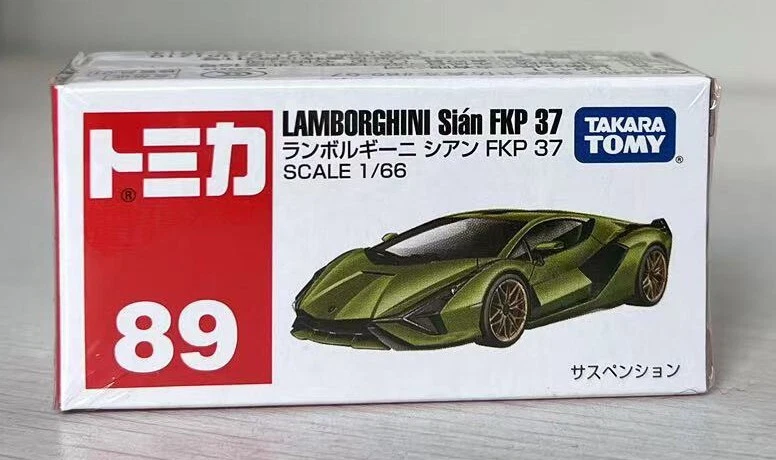 トミカ
®
89
LAMBORGHINI Sián FKP 37
ランボルギーニ シアン FKP 37
SCALE 1/66
TAKARA
TOMY
®
サスペンション